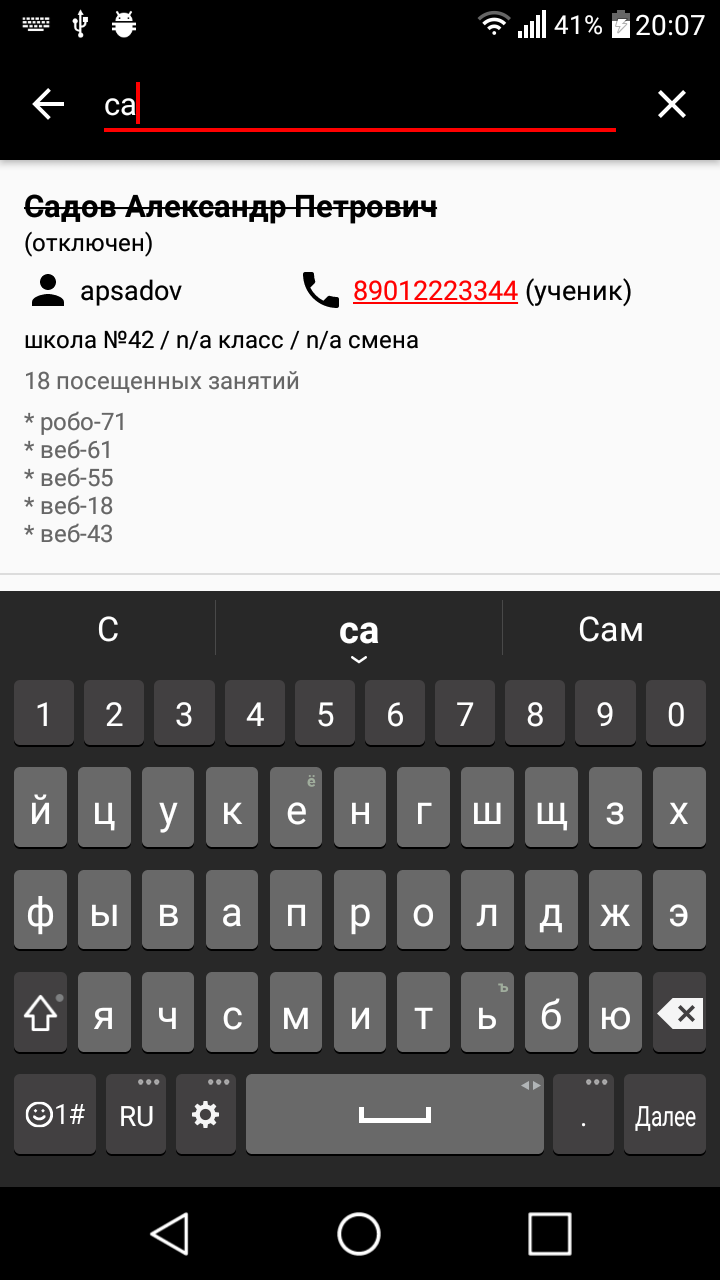 41% 20:07
са
Садов Александр Петрович
(отключен)
apsadov 89012223344 (ученик)
школа №42 / n/a класс / n/a смена
18 посещенных занятий
* робо-71
* веб-61
* веб-55
* веб-18
* веб-43
С са Сам
1 2 3 4 5 6 7 8 9 0
й ц у к е ё н г ш щ з х
ф ы в а п р о л д ж э
я ч с м и т ь ъ б ю
1# RU . Далее